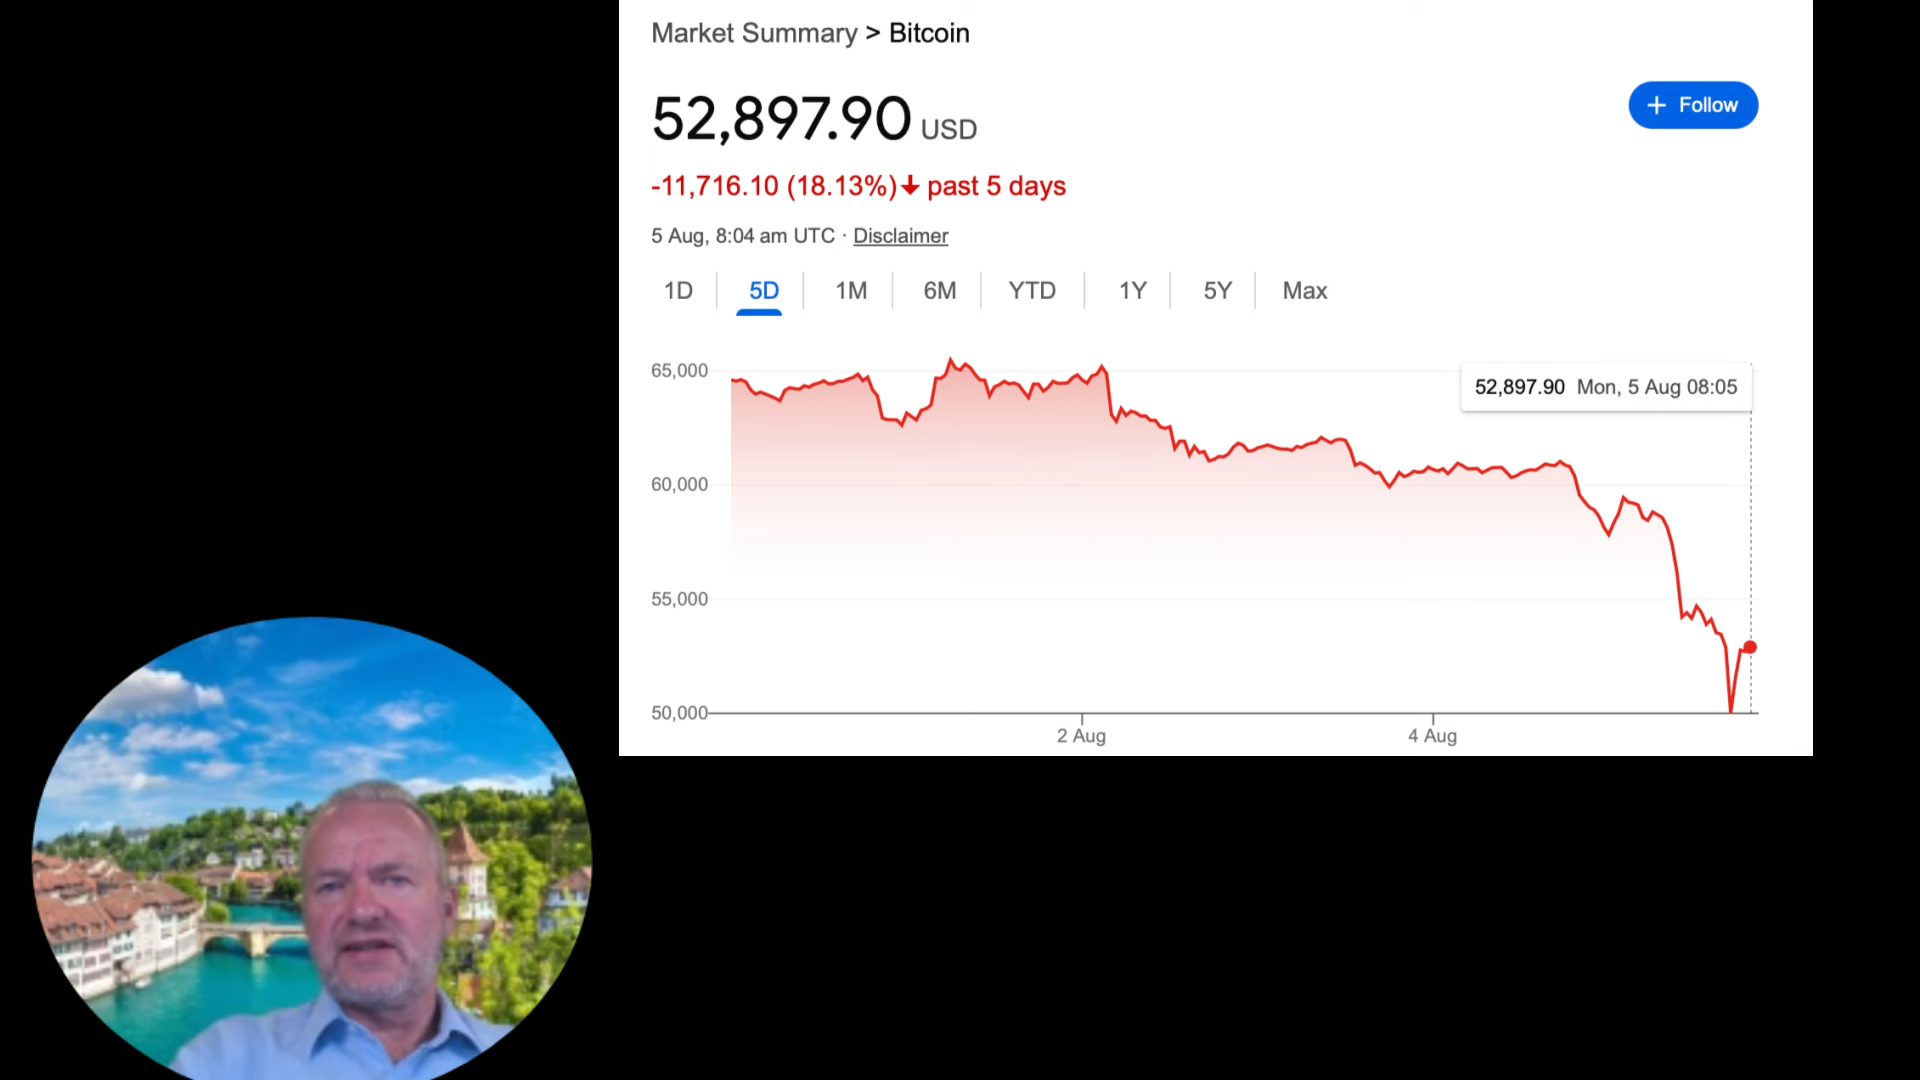 Market Summary > Bitcoin
52,897.90 USD
+ Follow
-11,716.10 (18.13%) past 5 days
5 Aug, 8:04 am UTC · Disclaimer
1D 5D 1M 6M YTD 1Y 5Y Max
65,000
52,897.90 Mon, 5 Aug 08:05
60,000
55,000
50,000
2 Aug 4 Aug